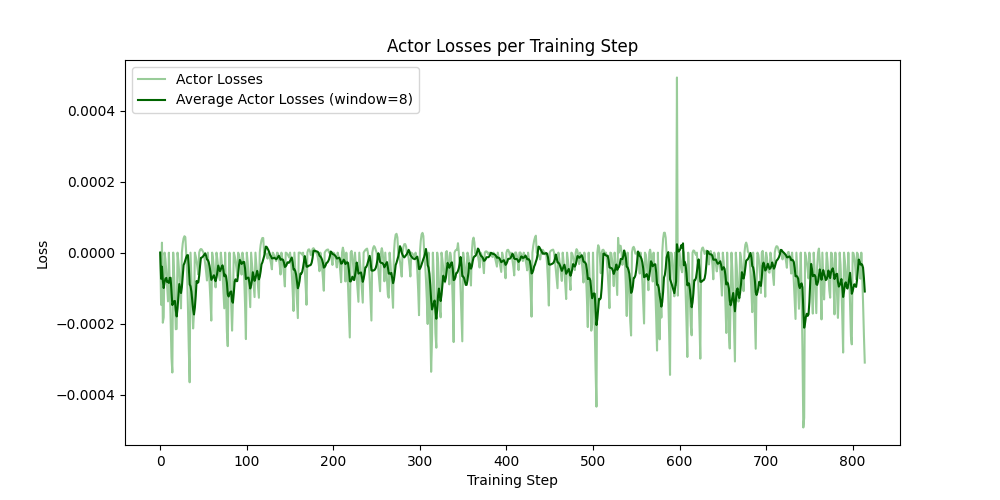 Actor Losses per Training Step
Actor Losses
Average Actor Losses (window=8)
0.0004
0.0002
0.0000
−0.0002
−0.0004
Loss
0 100 200 300 400 500 600 700 800
Training Step